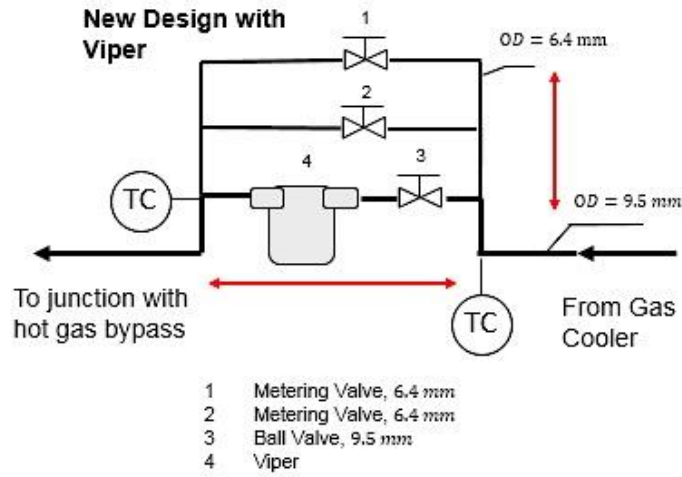 New Design with
Viper
1
OD = 6.4 mm
2
4
3
TC
OD = 9.5 mm
To junction with
hot gas bypass
TC
From Gas
Cooler
1 Metering Valve, 6.4 mm
2 Metering Valve, 6.4 mm
3 Ball Valve, 9.5 mm
4 Viper